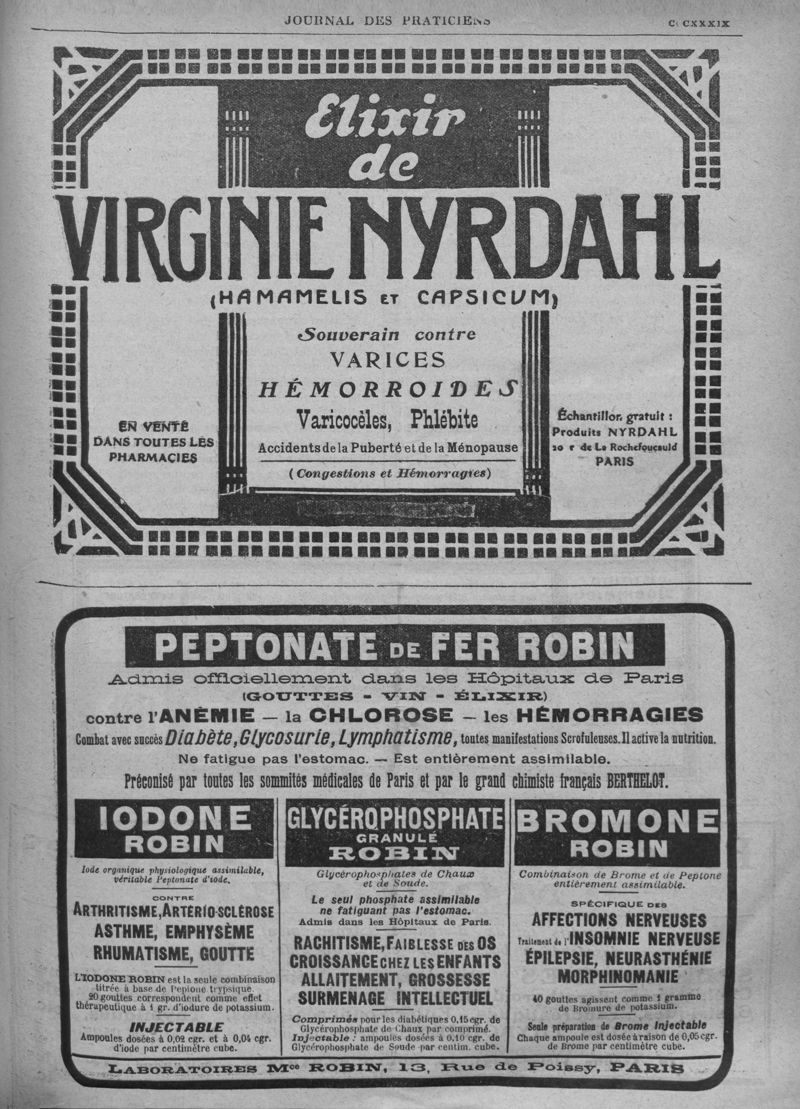 JOURNAL DES PRATICIENS
Elixir
de
VIRGINIE NYRDAHL
(HAMAMELIS ET CAPSICUM)
Souverain contre
VARICES
HÉMORROIDES
Varicocèles, Phlébite
Accidents de la Puberté et de la Ménopause
(Congestions et Hémorragies)
EN VENTE
DANS TOUTES LES
PHARMACIES
Échantillon gratuit :
Produits NYRDAHL
20 r de La Rochefoucauld
PARIS
PEPTONATE DE FER ROBIN
Admis officiellement dans les Hôpitaux de Paris
(GOUTTES - VIN - ÉLIXIR)
contre l'ANÉMIE — la CHLOROSE — les HÉMORRAGIES
Combat avec succès Diabète, Glycosurie, Lymphatisme, toutes manifestations Scrofuleuses. Il active la nutrition.
Ne fatigue pas l'estomac. — Est entièrement assimilable.
Préconisé par toutes les sommités médicales de Paris et par le grand chimiste français BERTHELOT.
IODONE
ROBIN
Iode organique physiologique assimilable,
véritable Peptonate d'iode.
CONTRE
ARTHRITISME, ARTÉRIO-SCLÉROSE
ASTHME, EMPHYSÈME
RHUMATISME, GOUTTE
L'IODONE ROBIN est la seule combinaison
titrée à base de Peptone trypsique.
20 gouttes correspondent comme effet
thérapeutique à 1 gr. d'iodure de potassium.
INJECTABLE
Ampoules dosées à 0,02 cgr. et à 0,04 cgr.
d'iode par centimètre cube.
GLYCÉROPHOSPHATE
GRANULÉ
ROBIN
Glycérophosphates de Chaux
et de Soude.
Le seul phosphate assimilable
ne fatiguant pas l'estomac.
Admis dans les Hôpitaux de Paris.
RACHITISME, FAIBLESSE DES OS
CROISSANCE CHEZ LES ENFANTS
ALLAITEMENT, GROSSESSE
SURMENAGE INTELLECTUEL
Comprimés pour les diabétiques 0,15 cgr. de
Glycérophosphate de Chaux par comprimé.
Injectable : ampoules dosées à 0,10 cgr. de
Glycérophosphate de Soude par centim. cube.
BROMONE
ROBIN
Combinaison de Brome et de Peptone
entièrement assimilable.
SPÉCIFIQUE DES
AFFECTIONS NERVEUSES
Traitement de l'INSOMNIE NERVEUSE
ÉPILEPSIE, NEURASTHÉNIE
MORPHINOMANIE
40 gouttes agissent comme 1 gramme
de Bromure de potassium.
Seule préparation de Brome Injectable
Chaque ampoule est dosée à raison de 0,05 cgr.
de Brome par centimètre cube.
LABORATOIRES Mce ROBIN, 13, Rue de Poissy, PARIS